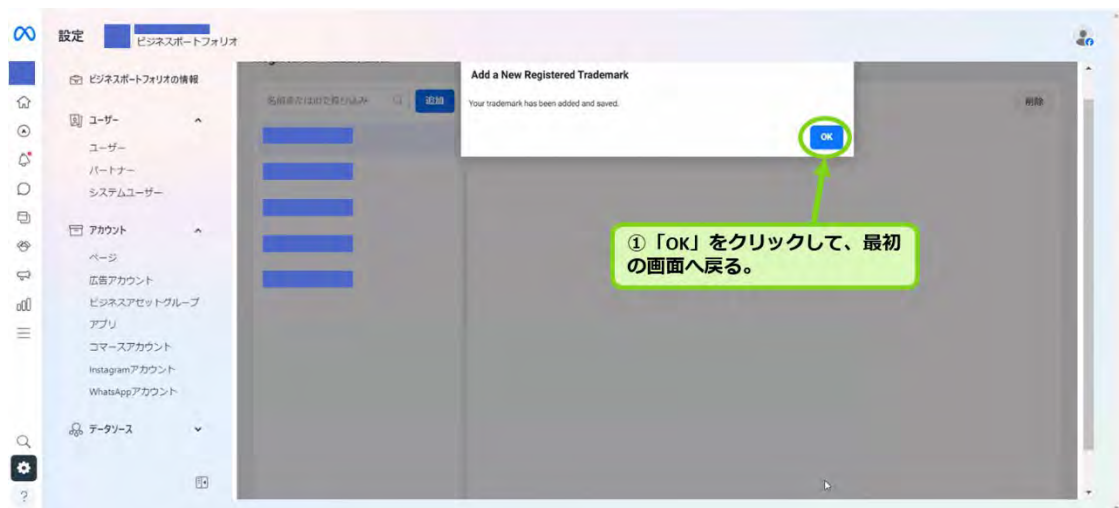 設定
ビジネスポートフォリオ
ビジネスポートフォリオの情報
ユーザー
ユーザー
パートナー
システムユーザー
アカウント
ページ
広告アカウント
ビジネスアセットグループ
アプリ
コマースアカウント
Instagramアカウント
WhatsAppアカウント
データソース
名前またはIDで絞り込み
追加
Add a New Registered Trademark
Your trademark has been added and saved.
OK
削除
①「OK」をクリックして、最初
の画面へ戻る。